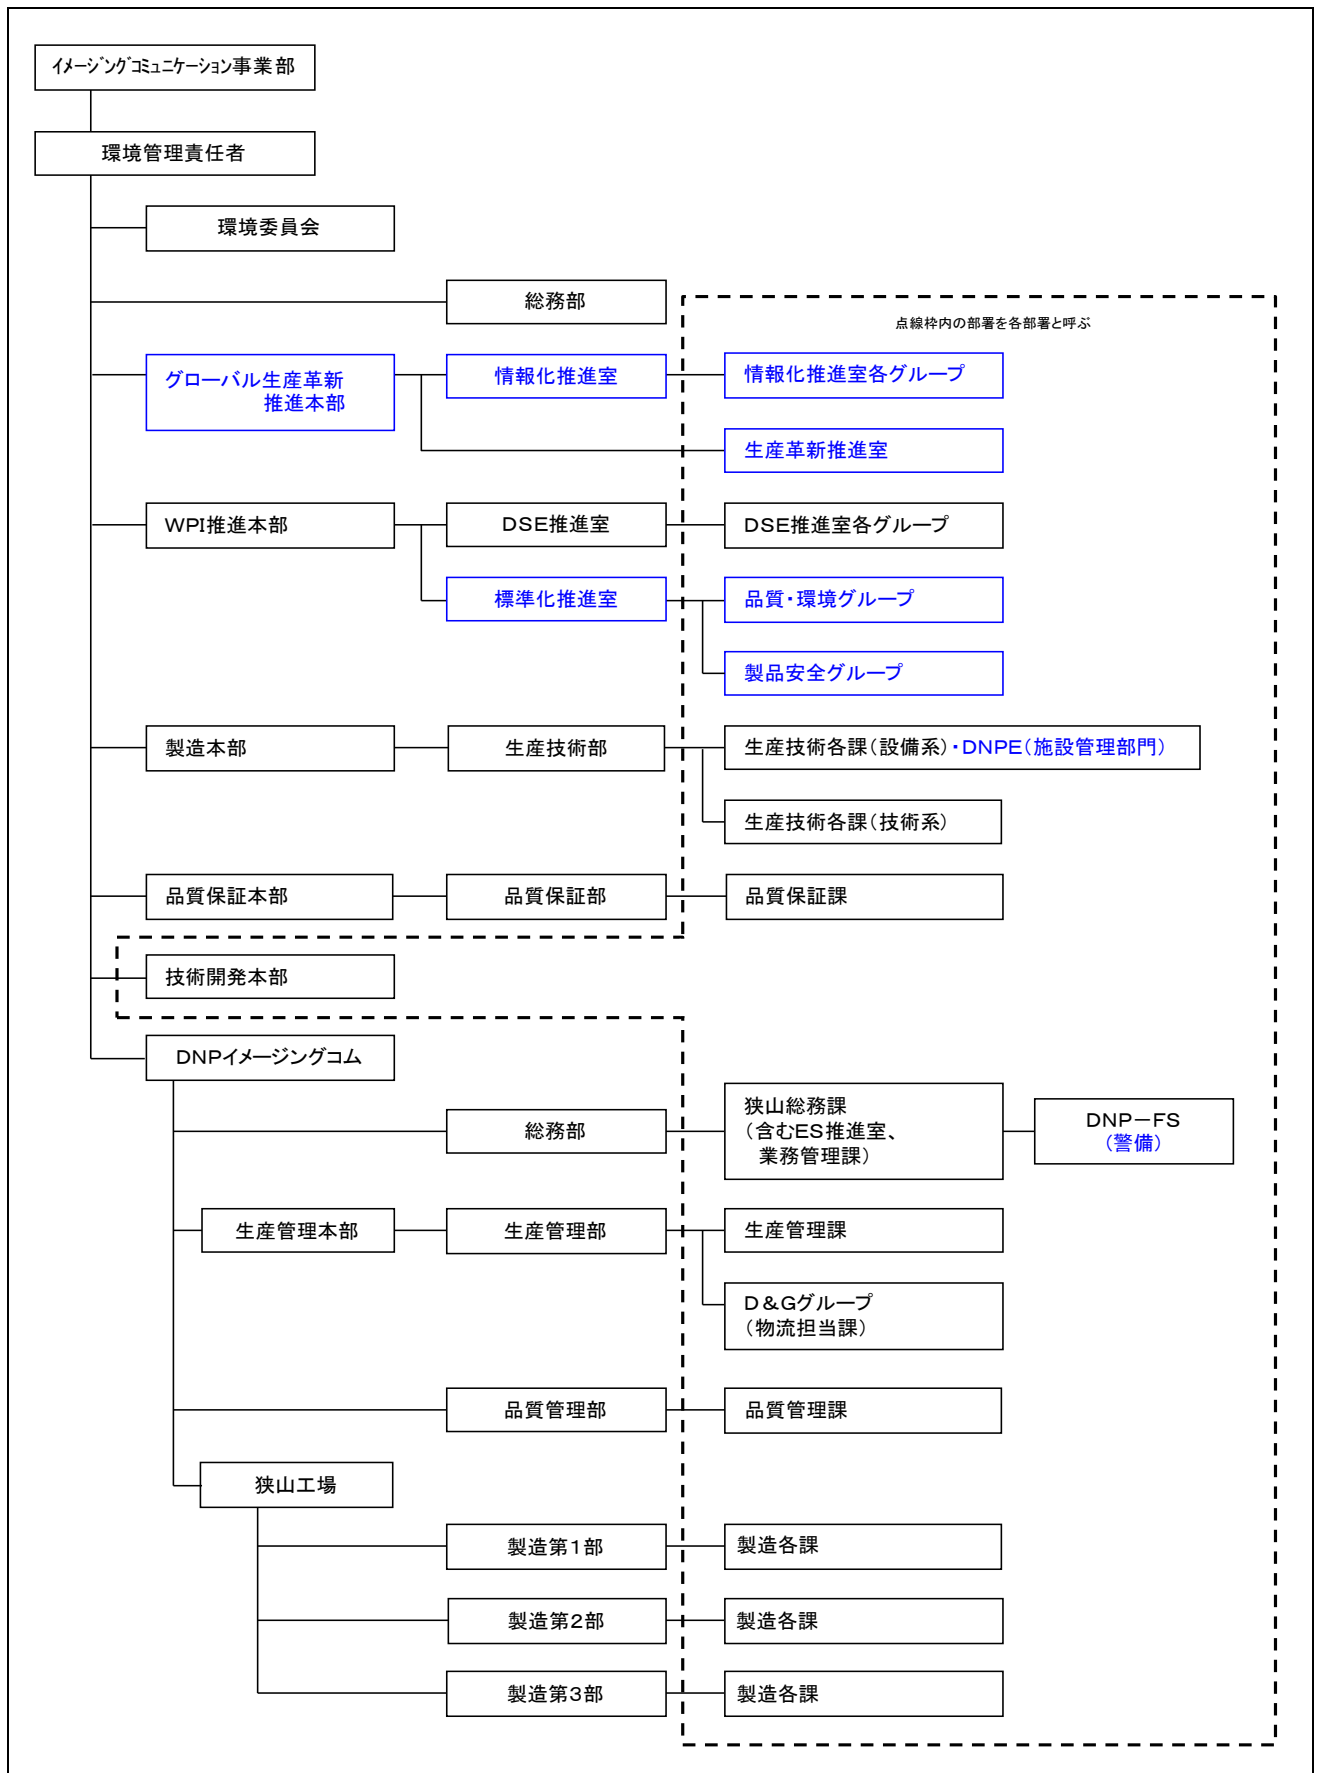 ｲﾒｰｼﾞﾝｸﾞｺﾐｭﾆｹｰｼｮﾝ事業部
環境管理責任者
環境委員会
総務部
点線枠内の部署を各部署と呼ぶ
グローバル生産革新
推進本部
情報化推進室
情報化推進室各グループ
生産革新推進室
WPI推進本部
DSE推進室
DSE推進室各グループ
標準化推進室
品質・環境グループ
製品安全グループ
製造本部
生産技術部
生産技術各課（設備系）・DNPE（施設管理部門）
生産技術各課（技術系）
品質保証本部
品質保証部
品質保証課
技術開発本部
DNPイメージングコム
総務部
狭山総務課
（含むES推進室、
業務管理課）
DNP－FS
（警備）
生産管理本部
生産管理部
生産管理課
D＆Gグループ
（物流担当課）
品質管理部
品質管理課
狭山工場
製造第１部
製造各課
製造第２部
製造各課
製造第３部
製造各課